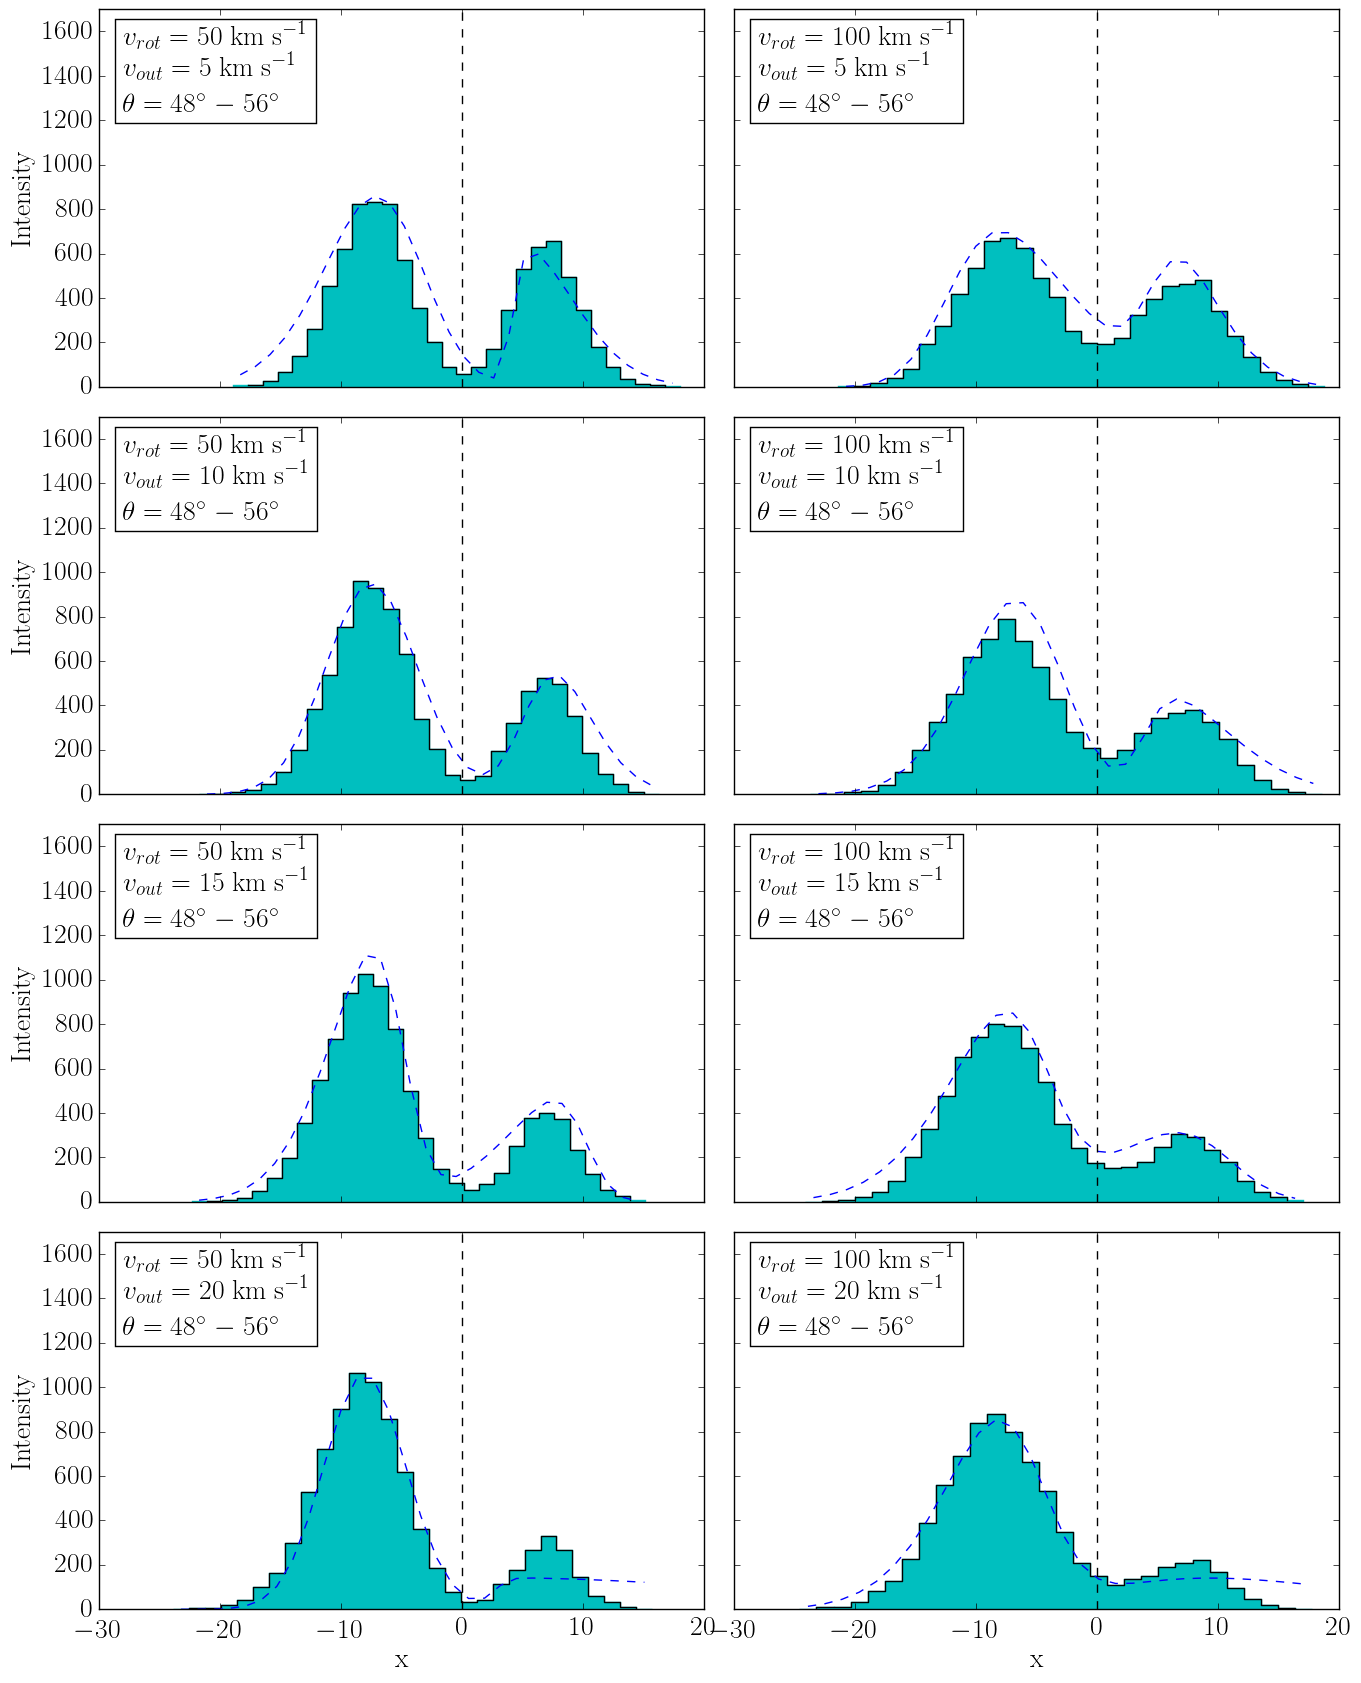 v_rot = 50 km s⁻¹
v_out = 5 km s⁻¹
θ = 48° − 56°
1600
1400
1200
1000
800
600
400
200
0
Intensity
v_rot = 100 km s⁻¹
v_out = 5 km s⁻¹
θ = 48° − 56°
v_rot = 50 km s⁻¹
v_out = 10 km s⁻¹
θ = 48° − 56°
1600
1400
1200
1000
800
600
400
200
0
Intensity
v_rot = 100 km s⁻¹
v_out = 10 km s⁻¹
θ = 48° − 56°
v_rot = 50 km s⁻¹
v_out = 15 km s⁻¹
θ = 48° − 56°
1600
1400
1200
1000
800
600
400
200
0
Intensity
v_rot = 100 km s⁻¹
v_out = 15 km s⁻¹
θ = 48° − 56°
v_rot = 50 km s⁻¹
v_out = 20 km s⁻¹
θ = 48° − 56°
1600
1400
1200
1000
800
600
400
200
0
Intensity
−30 −20 −10 0 10 20
x
v_rot = 100 km s⁻¹
v_out = 20 km s⁻¹
θ = 48° − 56°
−30 −20 −10 0 10 20
x